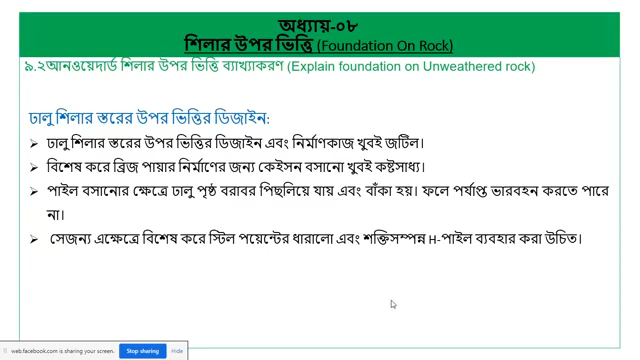 অধ্যায়-০৮
শিলার উপর ভিত্তি (Foundation On Rock)
৯.২আনওয়েদার্ড শিলার উপর ভিত্তি ব্যাখ্যাকরণ (Explain foundation on Unweathered rock)
ঢালু শিলার স্তরের উপর ভিত্তির ডিজাইন:
➢ ঢালু শিলার স্তরের উপর ভিত্তির ডিজাইন এবং নির্মাণকাজ খুবই জটিল।
➢ বিশেষ করে ব্রিজ পায়ার নির্মাণের জন্য কেইসন বসানো খুবই কষ্টসাধ্য।
➢ পাইল বসানোর ক্ষেত্রে ঢালু পৃষ্ঠ বরাবর পিছলিয়ে যায় এবং বাঁকা হয়। ফলে পর্যাপ্ত ভারবহন করতে পারে
না।
➢ সেজন্য এক্ষেত্রে বিশেষ করে স্টিল পয়েন্টের ধারালো এবং শক্তিসম্পন্ন H-পাইল ব্যবহার করা উচিত।
web.facebook.com is sharing your screen. Stop sharing Hide